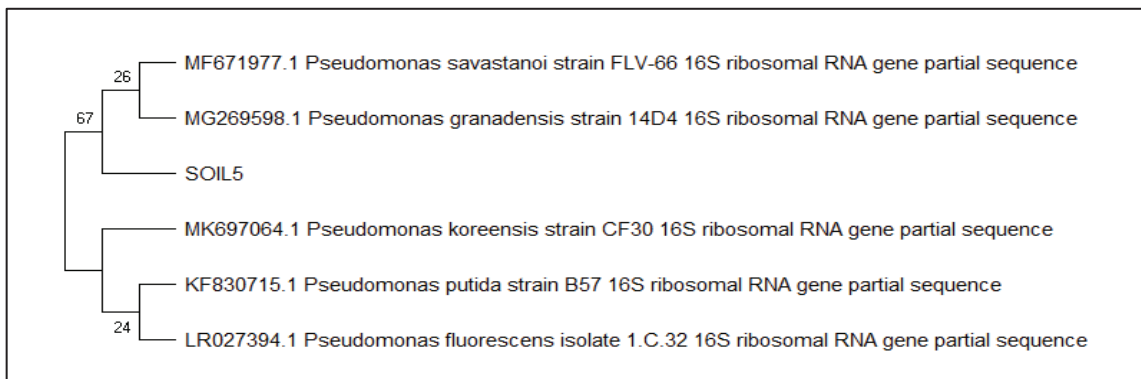 MF671977.1 Pseudomonas savastanoi strain FLV-66 16S ribosomal RNA gene partial sequence
26
MG269598.1 Pseudomonas granadensis strain 14D4 16S ribosomal RNA gene partial sequence
67
SOIL5
MK697064.1 Pseudomonas koreensis strain CF30 16S ribosomal RNA gene partial sequence
KF830715.1 Pseudomonas putida strain B57 16S ribosomal RNA gene partial sequence
24
LR027394.1 Pseudomonas fluorescens isolate 1.C.32 16S ribosomal RNA gene partial sequence